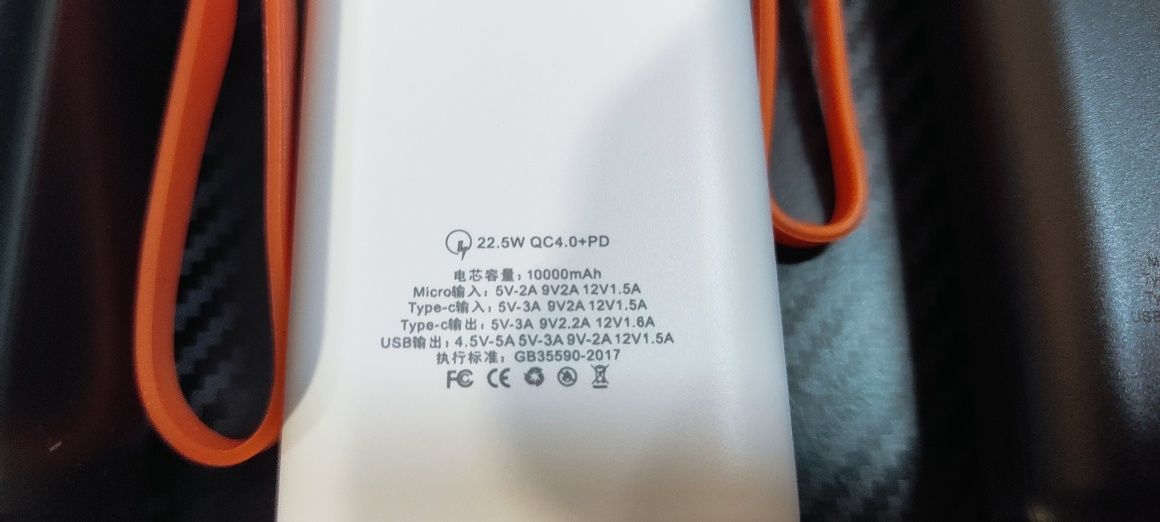 22.5W QC4.0+PD
电芯容量：10000mAh
Micro输入：5V-2A 9V2A 12V1.5A
Type-c输入：5V-3A 9V2A 12V1.5A
Type-c输出：5V-3A 9V2.2A 12V1.6A
USB输出：4.5V-5A 5V-3A 9V-2A 12V1.5A
执行标准：GB35590-2017
FC CE